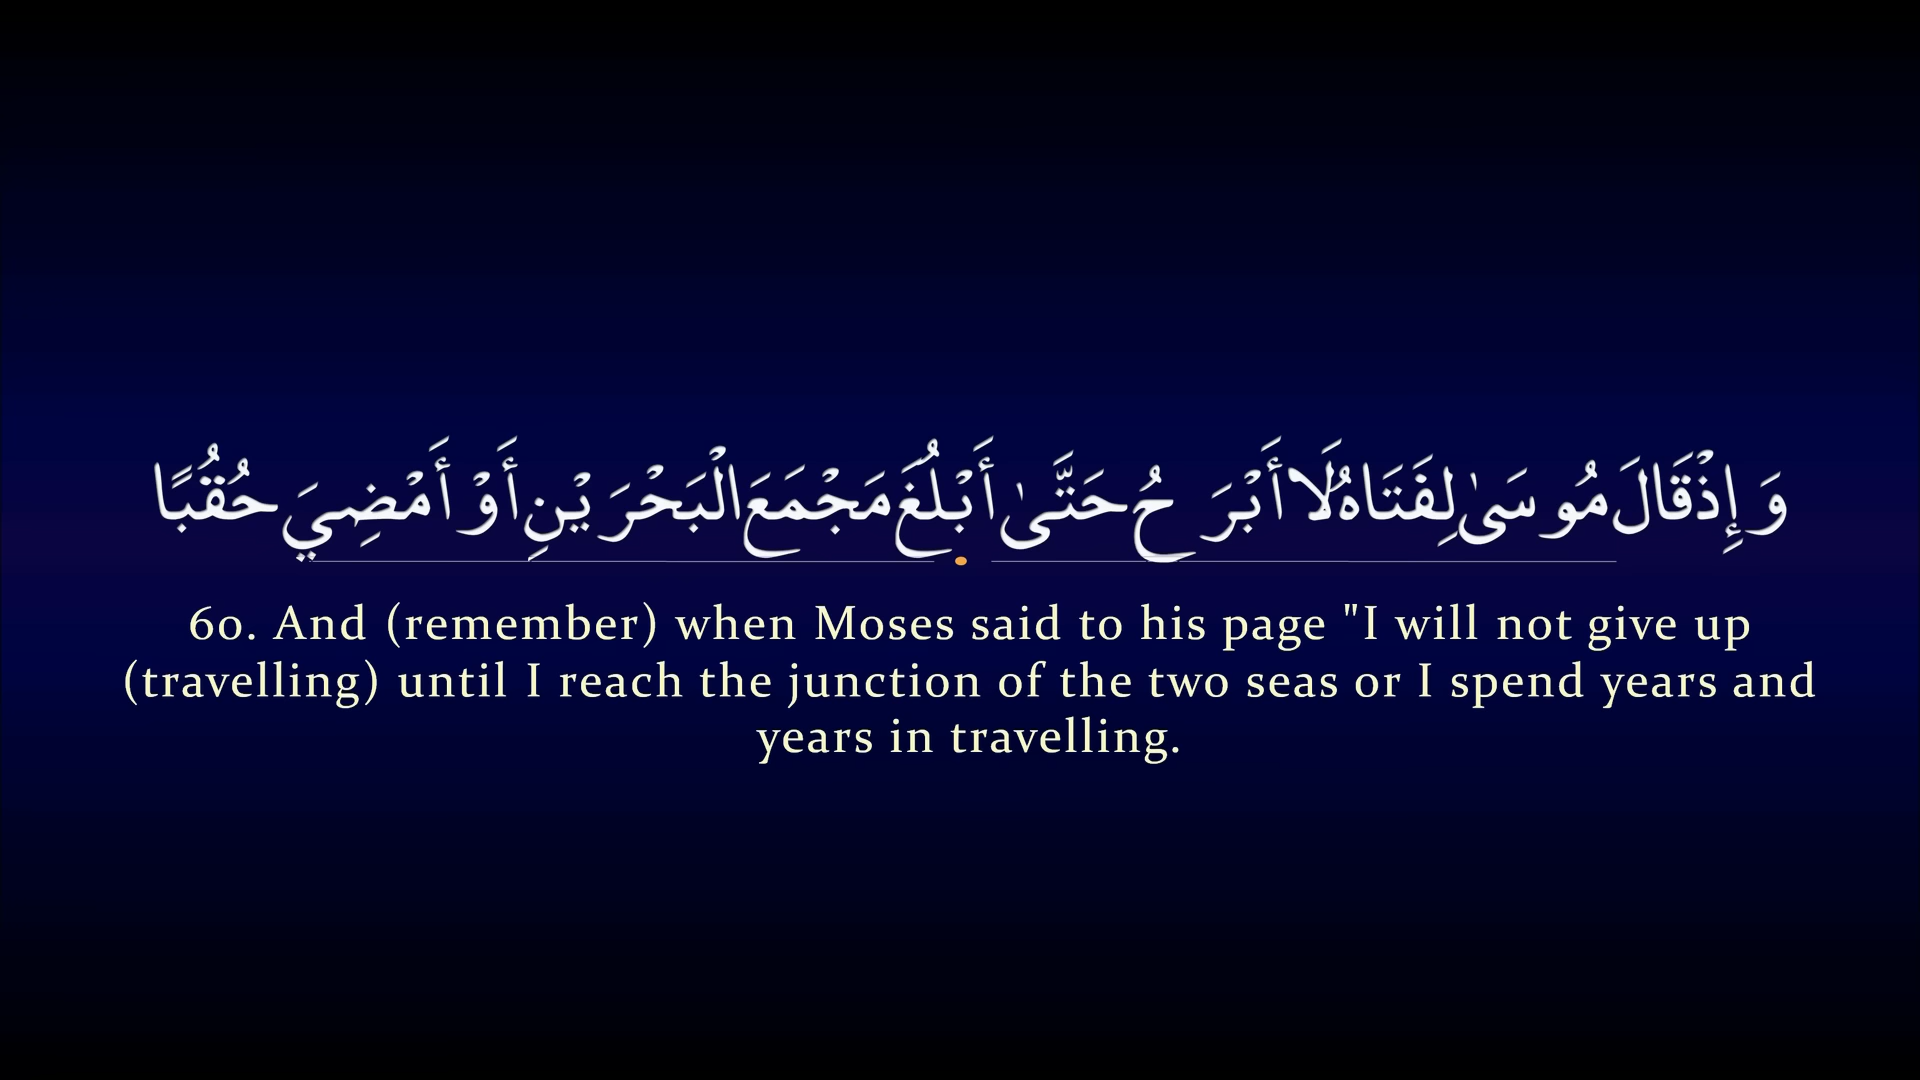 وَإِذْ قَالَ مُوسَىٰ لِفَتَاهُ لَا أَبْرَحُ حَتَّىٰ أَبْلُغَ مَجْمَعَ الْبَحْرَيْنِ أَوْ أَمْضِيَ حُقُبًا
60. And (remember) when Moses said to his page "I will not give up
(travelling) until I reach the junction of the two seas or I spend years and
years in travelling.